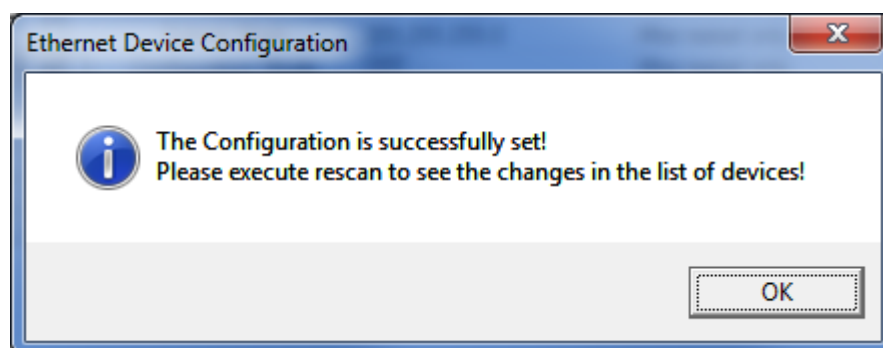 Ethernet Device Configuration
The Configuration is successfully set!
Please execute rescan to see the changes in the list of devices!
OK